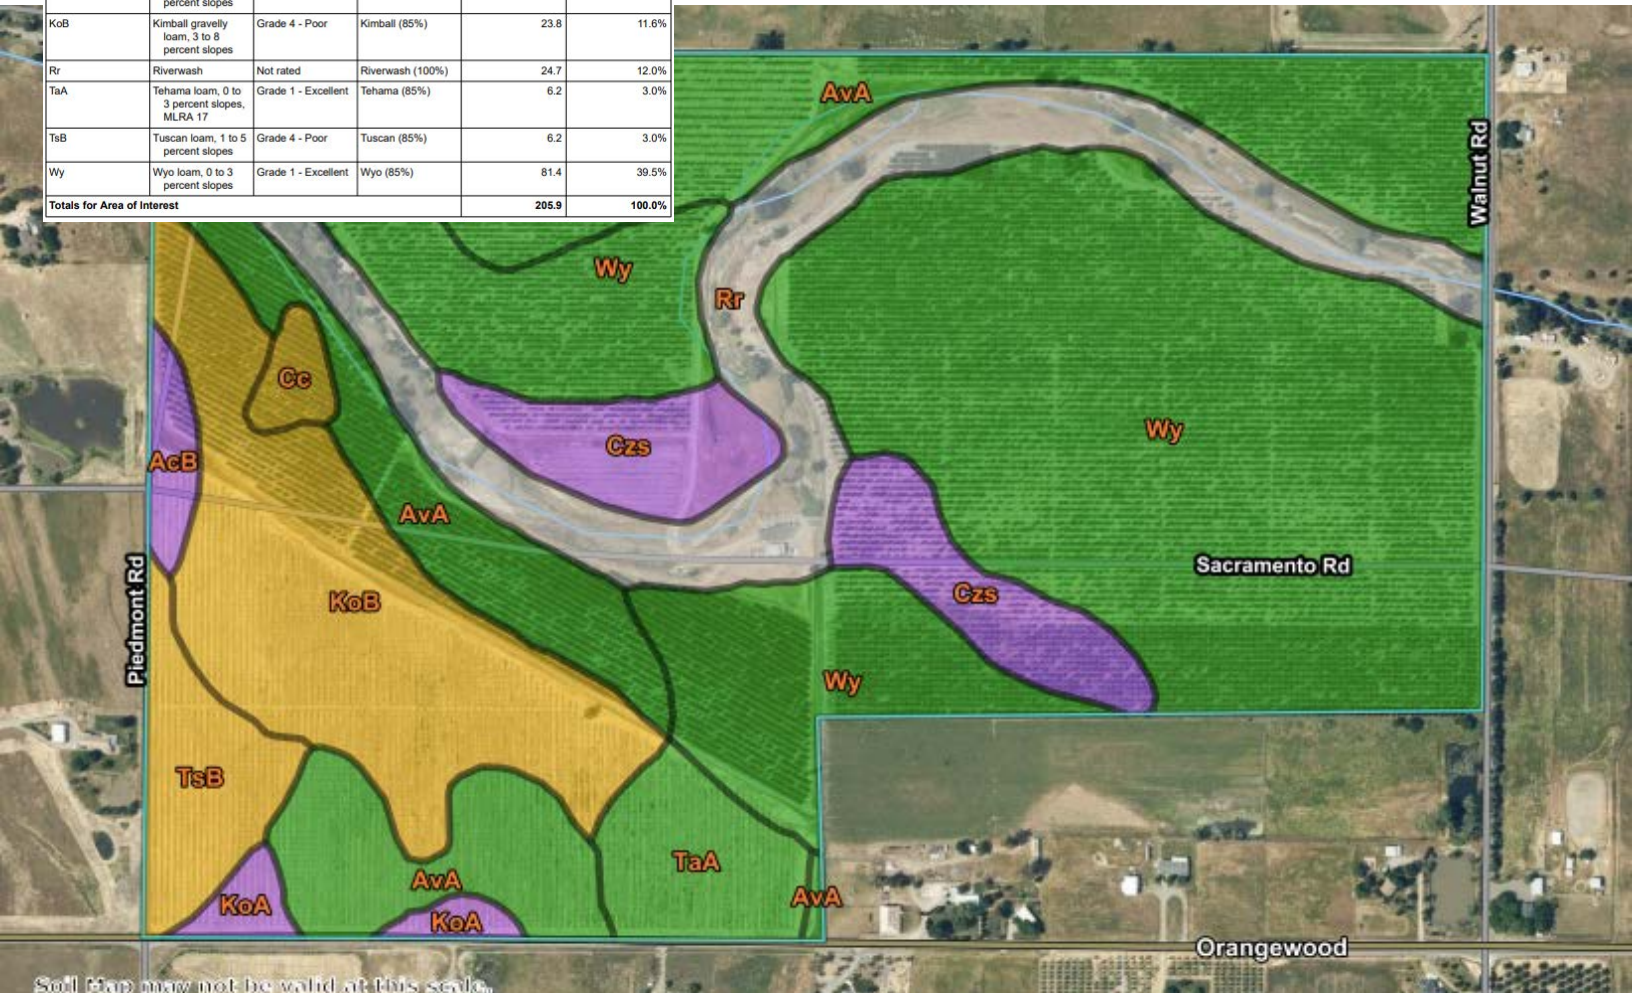 percent slopes
KoB Kimball gravelly Grade 4 - Poor Kimball (85%) 23.8 11.6%
loam, 3 to 8
percent slopes
Rr Riverwash Not rated Riverwash (100%) 24.7 12.0%
TaA Tehama loam, 0 to Grade 1 - Excellent Tehama (85%) 6.2 3.0%
3 percent slopes,
MLRA 17
TsB Tuscan loam, 1 to 5 Grade 4 - Poor Tuscan (85%) 6.2 3.0%
percent slopes
Wy Wyo loam, 0 to 3 Grade 1 - Excellent Wyo (85%) 81.4 39.5%
percent slopes
Totals for Area of Interest 205.9 100.0%
AvA
Walnut Rd
Wy
Rr
Cc
Wy
Czs
AcB
AvA
Sacramento Rd
Czs
KoB
Piedmont Rd
Wy
TsB
TaA
AvA
AvA
KoA
KoA
Orangewood
Soil Map may not be valid at this scale.